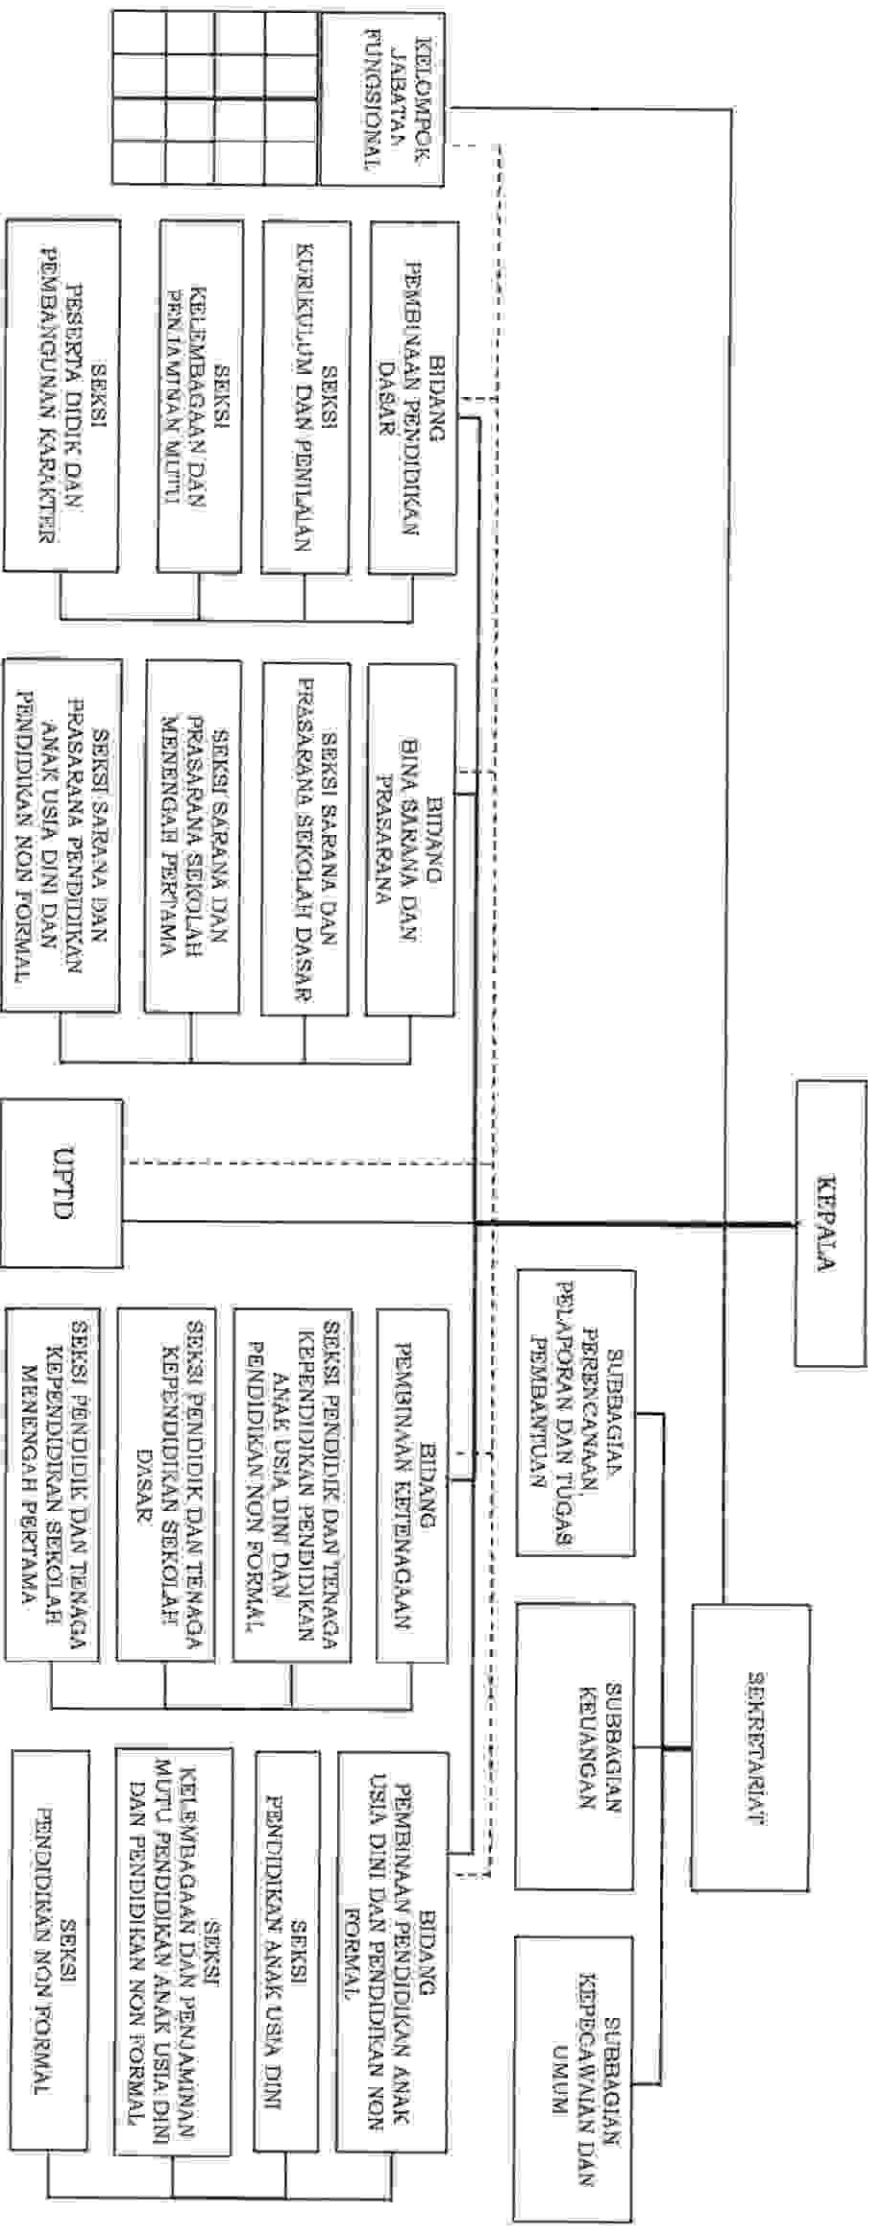 KEPALA
SEKRETARIAT
SUBBAGIAN
PERENCANAAN,
PELAPORAN DAN TUGAS
PEMBANTUAN
SUBBAGIAN
KEUANGAN
SUBBAGIAN
KEPEGAWAIAN DAN
UMUM
KELOMPOK
JABATAN
FUNGSIONAL
BIDANG
PEMBINAAN PENDIDIKAN
DASAR
SEKSI
KURIKULUM DAN PENILAIAN
SEKSI
KELEMBAGAAN DAN
PENJAMINAN MUTU
SEKSI
PESERTA DIDIK DAN
PEMBANGUNAN KARAKTER
BIDANG
BINA SARANA DAN
PRASARANA
SEKSI SARANA DAN
PRASARANA SEKOLAH DASAR
SEKSI SARANA DAN
PRASARANA SEKOLAH
MENENGAH PERTAMA
SEKSI SARANA DAN
PRASARANA PENDIDIKAN
ANAK USIA DINI DAN
PENDIDIKAN NON FORMAL
UPTD
BIDANG
PEMBINAAN KETENAGAAN
SEKSI PENDIDIK DAN TENAGA
KEPENDIDIKAN PENDIDIKAN
ANAK USIA DINI DAN
PENDIDIKAN NON FORMAL
SEKSI PENDIDIK DAN TENAGA
KEPENDIDIKAN SEKOLAH
DASAR
SEKSI PENDIDIK DAN TENAGA
KEPENDIDIKAN SEKOLAH
MENENGAH PERTAMA
BIDANG
PEMBINAAN PENDIDIKAN ANAK
USIA DINI DAN PENDIDIKAN NON
FORMAL
SEKSI
PENDIDIKAN ANAK USIA DINI
SEKSI
KELEMBAGAAN DAN PENJAMINAN
MUTU PENDIDIKAN ANAK USIA DINI
DAN PENDIDIKAN NON FORMAL
SEKSI
PENDIDIKAN NON FORMAL